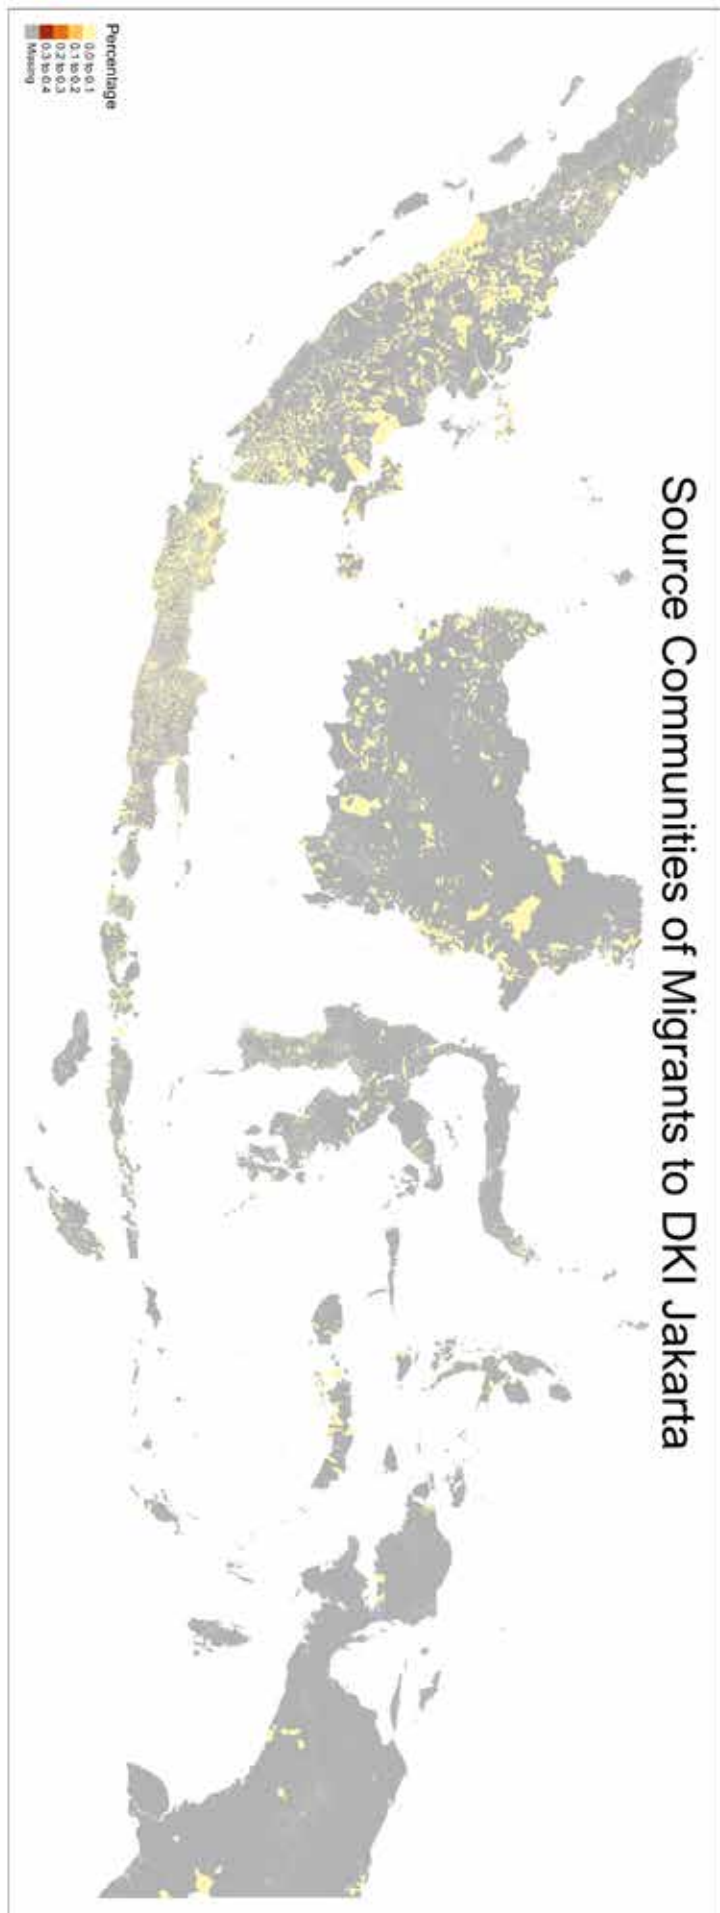 Source Communities of Migrants to DKI Jakarta
Percentage
0.0 to 0.1
0.1 to 0.2
0.2 to 0.3
0.3 to 0.4
Missing